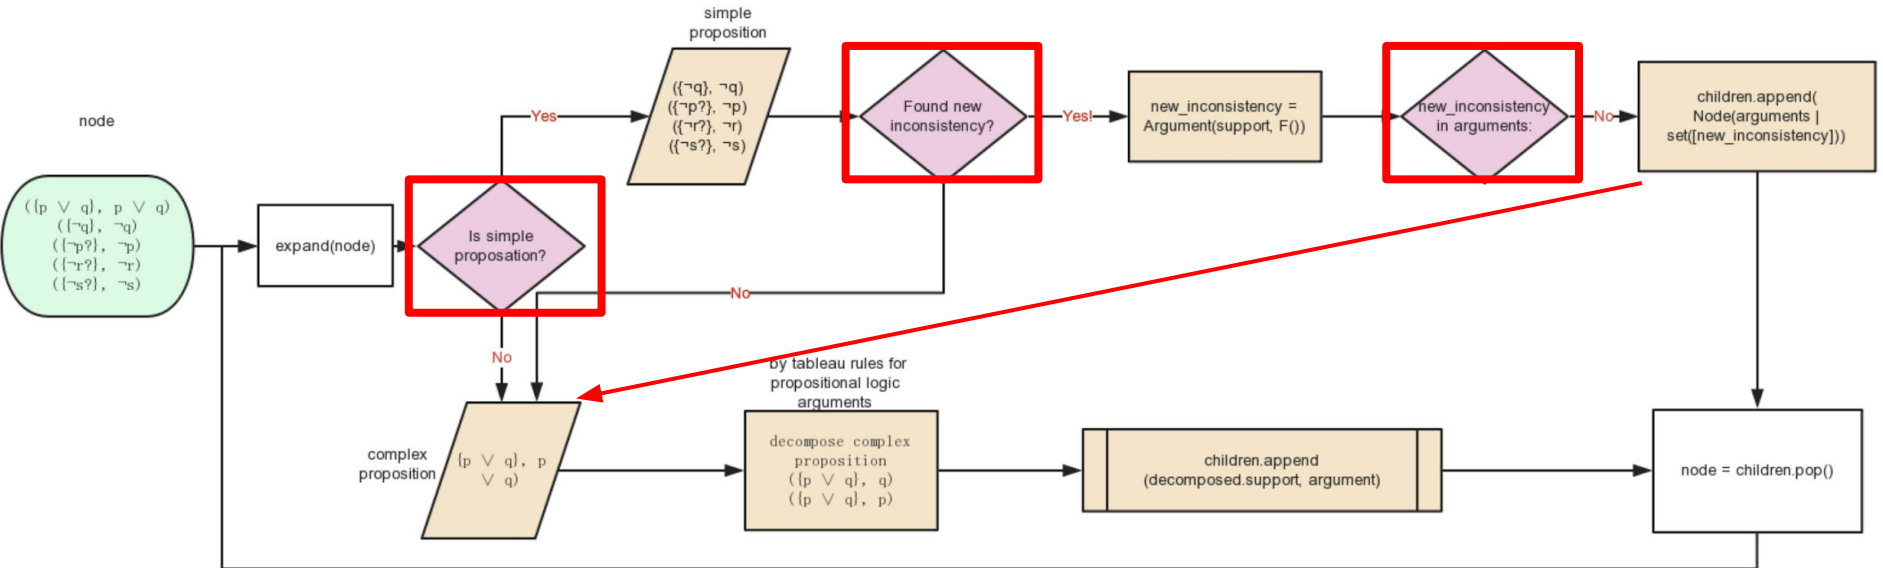 node
({p ∨ q}, p ∨ q)
({¬q}, ¬q)
({¬p?}, ¬p)
({¬r?}, ¬r)
({¬s?}, ¬s)
expand(node)
Is simple
proposation?
Yes
No
simple
proposition
({¬q}, ¬q)
({¬p?}, ¬p)
({¬r?}, ¬r)
({¬s?}, ¬s)
Found new
inconsistency?
Yes!
No
new_inconsistency =
Argument(support, F())
new_inconsistency
in arguments:
No
children.append(
Node(arguments |
set([new_inconsistency]))
complex
proposition
{p ∨ q}, p
∨ q)
by tableau rules for
propositional logic
arguments
decompose complex
proposition
({p ∨ q}, q)
({p ∨ q}, p)
children.append
(decomposed.support, argument)
node = children.pop()